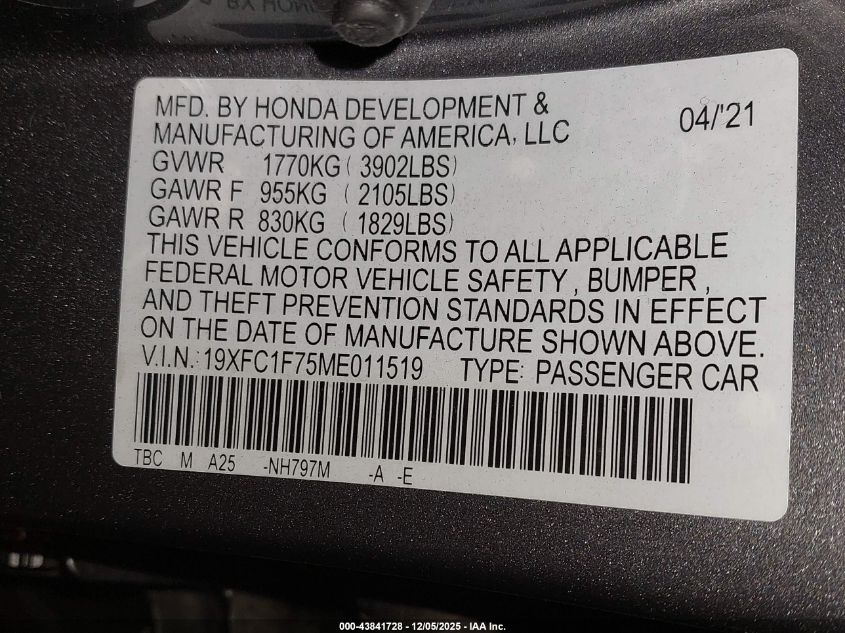 MFD. BY HONDA DEVELOPMENT & 04/'21
MANUFACTURING OF AMERICA, LLC
GVWR 1770KG ( 3902LBS)
GAWR F 955KG ( 2105LBS)
GAWR R 830KG ( 1829LBS)
THIS VEHICLE CONFORMS TO ALL APPLICABLE
FEDERAL MOTOR VEHICLE SAFETY , BUMPER ,
AND THEFT PREVENTION STANDARDS IN EFFECT
ON THE DATE OF MANUFACTURE SHOWN ABOVE.
V.I.N.:19XFC1F75ME011519 TYPE: PASSENGER CAR
TBC M A25 -NH797M -A -E
000-43841728 - 12/05/2025 - IAA Inc.